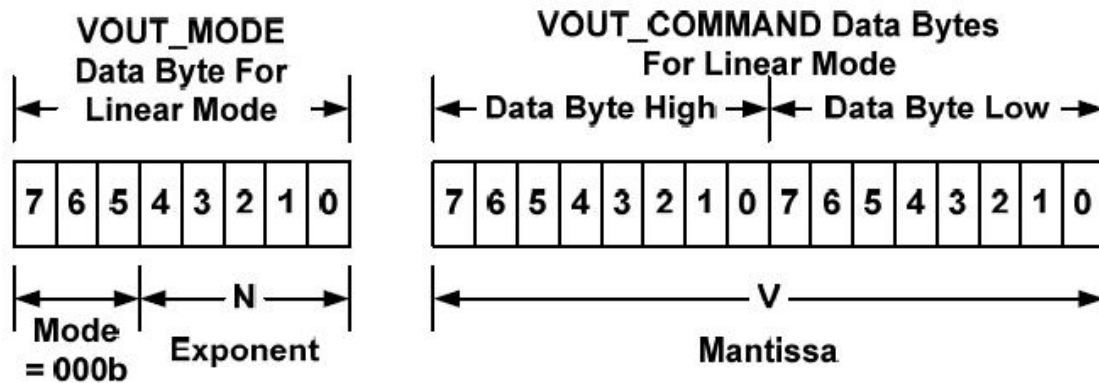 VOUT_MODE
Data Byte For
Linear Mode
VOUT_COMMAND Data Bytes
For Linear Mode
Data Byte High
Data Byte Low
7 6 5 4 3 2 1 0
7 6 5 4 3 2 1 0 7 6 5 4 3 2 1 0
Mode
= 000b
N
Exponent
V
Mantissa